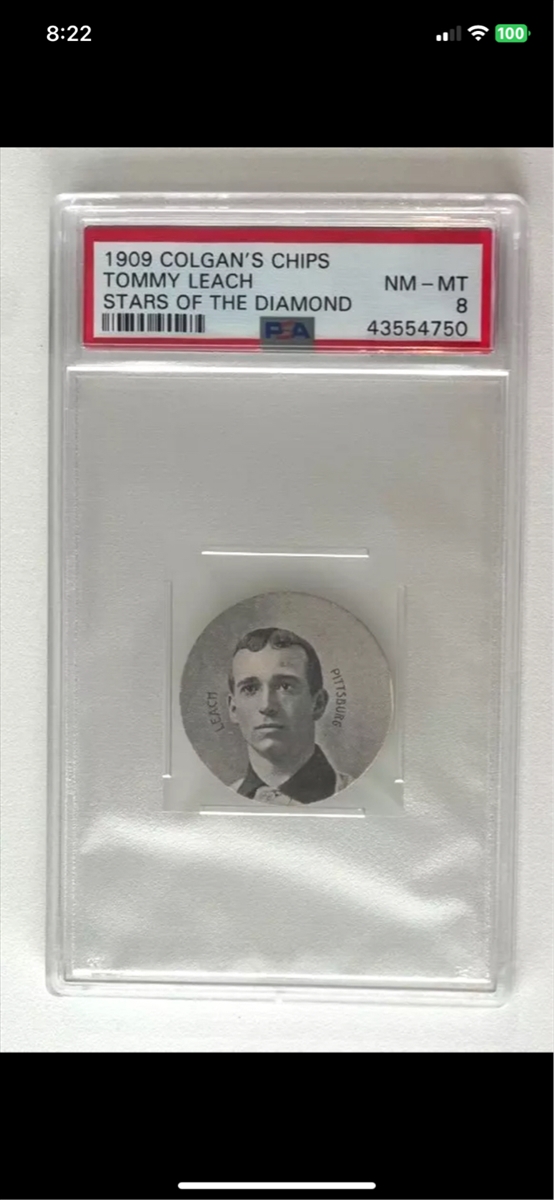 8:22
100
1909 COLGAN'S CHIPS
TOMMY LEACH NM-MT
STARS OF THE DIAMOND 8
PSA 43554750
LEACH
PITTSBURG